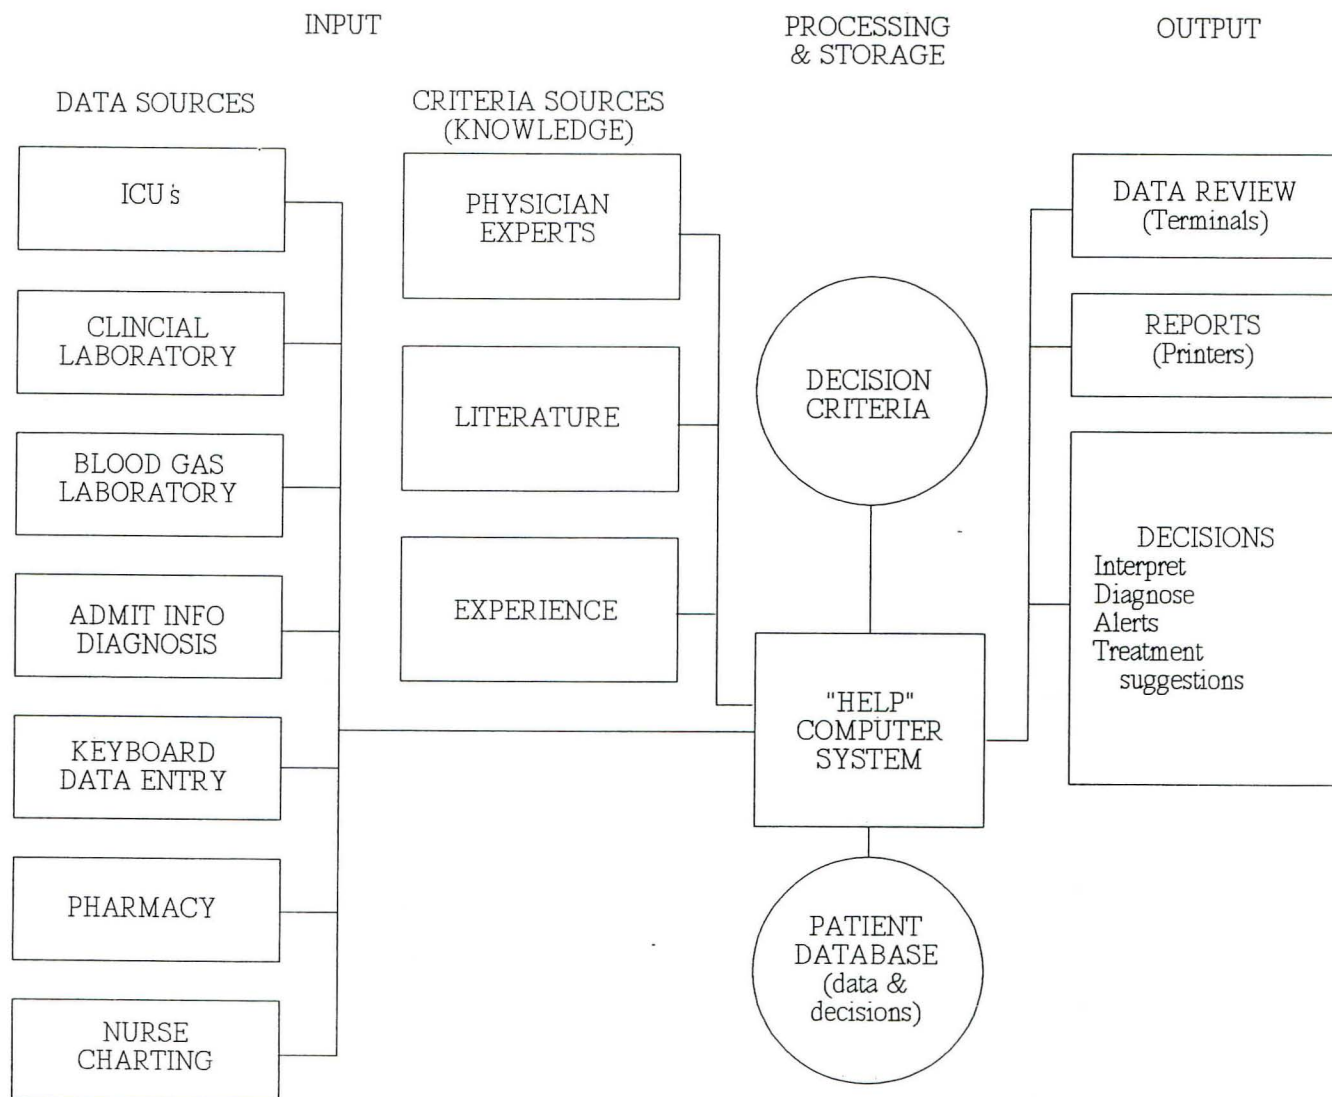 INPUT
PROCESSING
& STORAGE
OUTPUT
DATA SOURCES
CRITERIA SOURCES
(KNOWLEDGE)
ICU's
CLINCIAL
LABORATORY
BLOOD GAS
LABORATORY
ADMIT INFO
DIAGNOSIS
KEYBOARD
DATA ENTRY
PHARMACY
NURSE
CHARTING
PHYSICIAN
EXPERTS
LITERATURE
EXPERIENCE
DECISION
CRITERIA
"HELP"
COMPUTER
SYSTEM
PATIENT
DATABASE
(data &
decisions)
DATA REVIEW
(Terminals)
REPORTS
(Printers)
DECISIONS
Interpret
Diagnose
Alerts
Treatment
suggestions